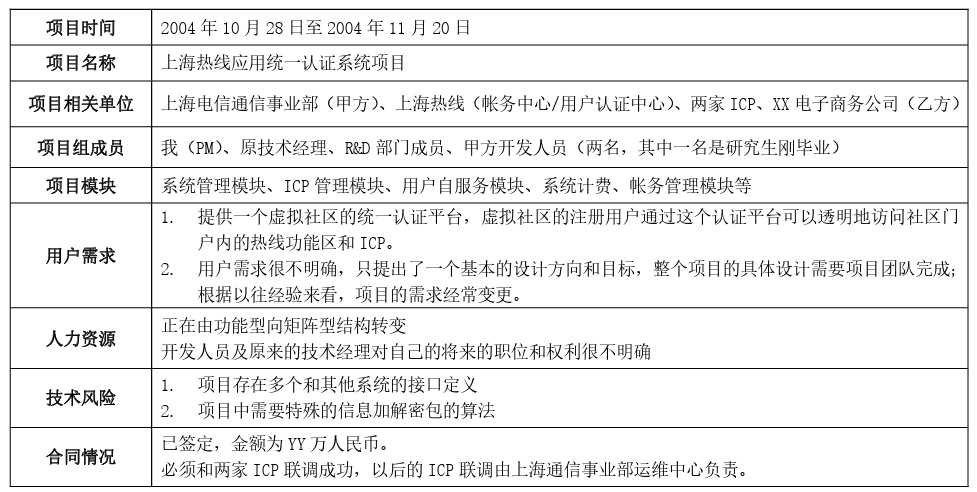 项目时间 2004 年 10 月 28 日至 2004 年 11 月 20 日
项目名称 上海热线应用统一认证系统项目
项目相关单位 上海电信通信事业部（甲方）、上海热线（帐务中心/用户认证中心）、两家 ICP、XX 电子商务公司（乙方）
项目组成员 我（PM）、原技术经理、R&D 部门成员、甲方开发人员（两名，其中一名是研究生刚毕业）
项目模块 系统管理模块、ICP 管理模块、用户自服务模块、系统计费、帐务管理模块等
用户需求
1. 提供一个虚拟社区的统一认证平台，虚拟社区的注册用户通过这个认证平台可以透明地访问社区门
户内的热线功能区和 ICP。
2. 用户需求很不明确，只提出了一个基本的设计方向和目标，整个项目的具体设计需要项目团队完成；
根据以往经验来看，项目的需求经常变更。
人力资源
正在由功能型向矩阵型结构转变
开发人员及原来的技术经理对自己的将来的职位和权利很不明确
技术风险
1. 项目存在多个和其他系统的接口定义
2. 项目中需要特殊的信息加解密包的算法
合同情况
已签定，金额为 YY 万人民币。
必须和两家 ICP 联调成功，以后的 ICP 联调由上海通信事业部运维中心负责。